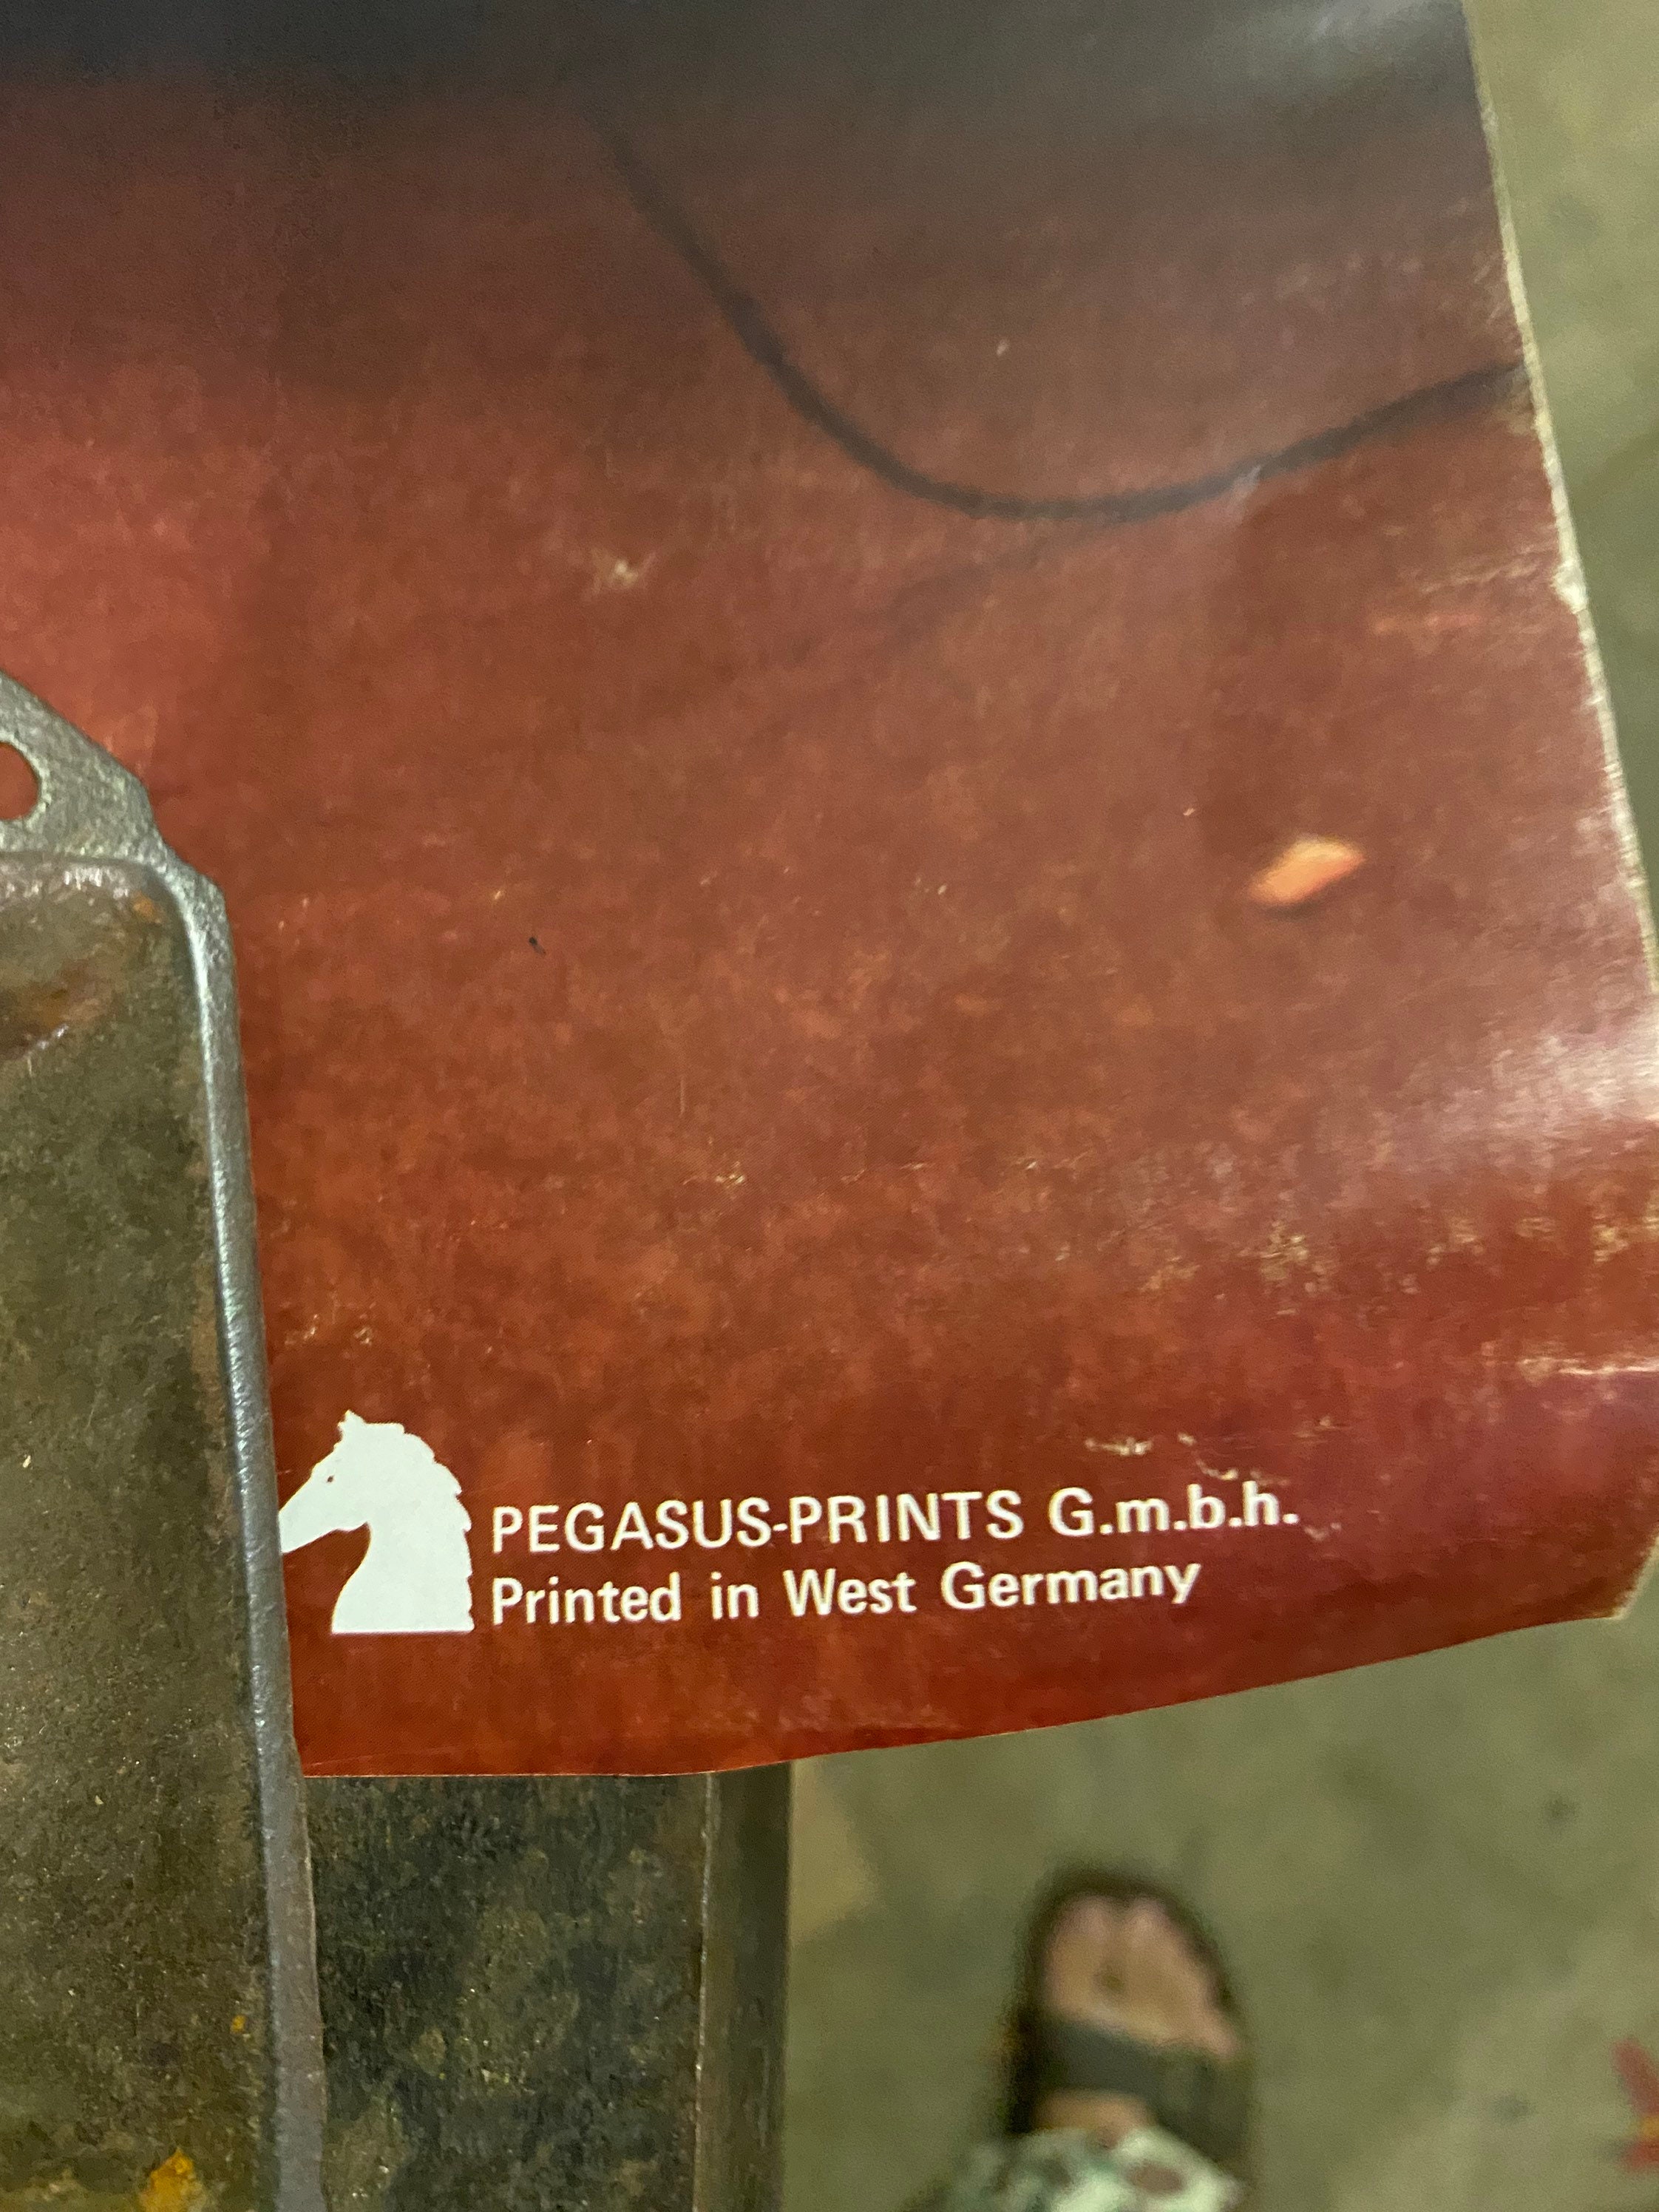 PEGASUS-PRINTS G.m.b.h.
Printed in West Germany